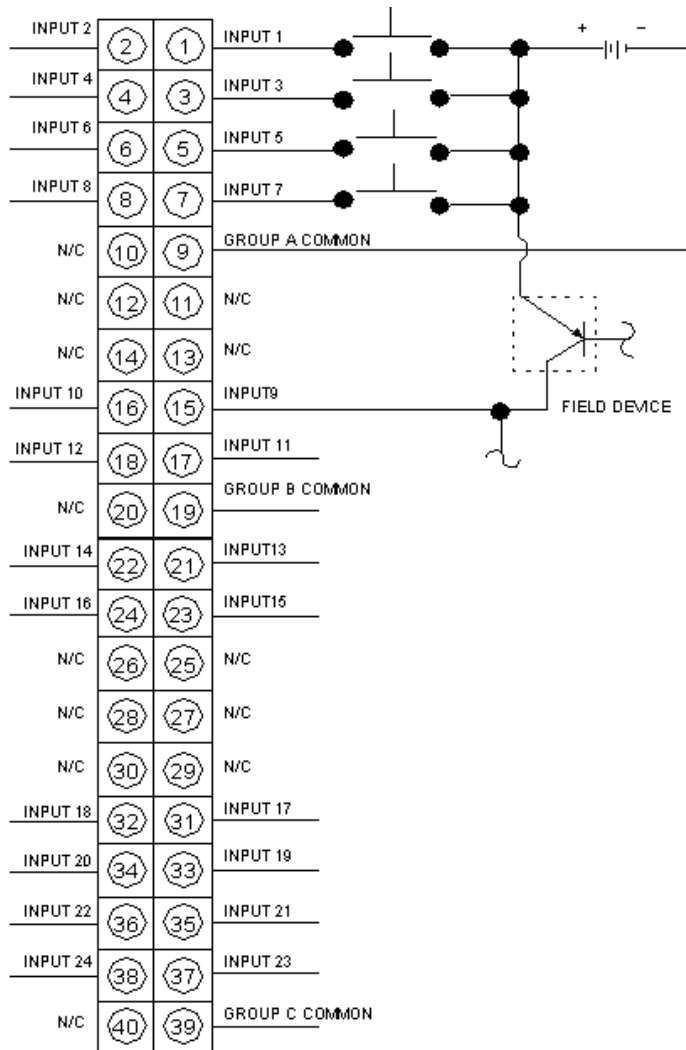 INPUT 2 2 1 INPUT 1 + −
INPUT 4 4 3 INPUT 3
INPUT 6 6 5 INPUT 5
INPUT 8 8 7 INPUT 7
N/C 10 9 GROUP A COMMON
N/C 12 11 N/C
N/C 14 13 N/C
INPUT 10 16 15 INPUT9
FIELD DEVICE
INPUT 12 18 17 INPUT 11
N/C 20 19 GROUP B COMMON
INPUT 14 22 21 INPUT13
INPUT 16 24 23 INPUT15
N/C 26 25 N/C
N/C 28 27 N/C
N/C 30 29 N/C
INPUT 18 32 31 INPUT 17
INPUT 20 34 33 INPUT 19
INPUT 22 36 35 INPUT 21
INPUT 24 38 37 INPUT 23
N/C 40 39 GROUP C COMMON